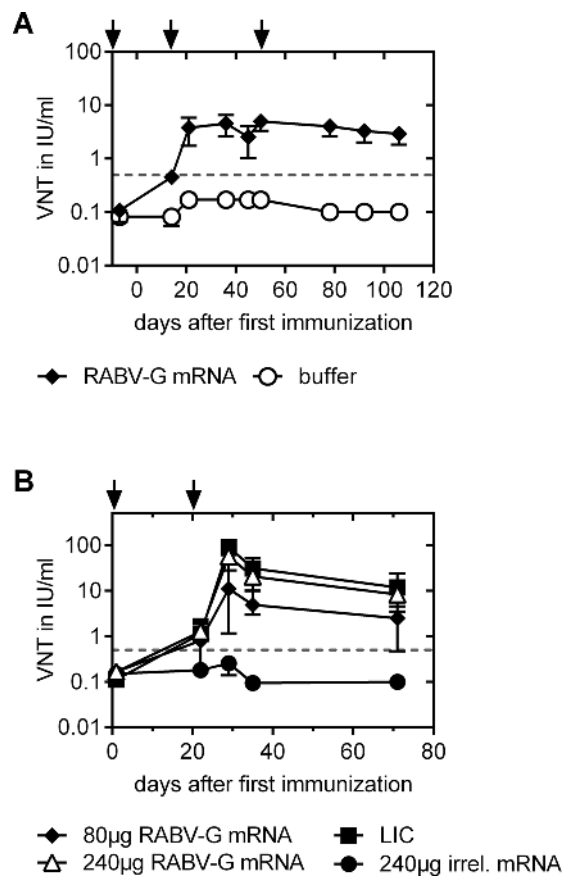 A
100
10
1
0.1
0.01
VNT in IU/ml
0 20 40 60 80 100 120
days after first immunization
RABV-G mRNA buffer
B
100
10
1
0.1
0.01
VNT in IU/ml
0 20 40 60 80
days after first immunization
80µg RABV-G mRNA LIC
240µg RABV-G mRNA 240µg irrel. mRNA